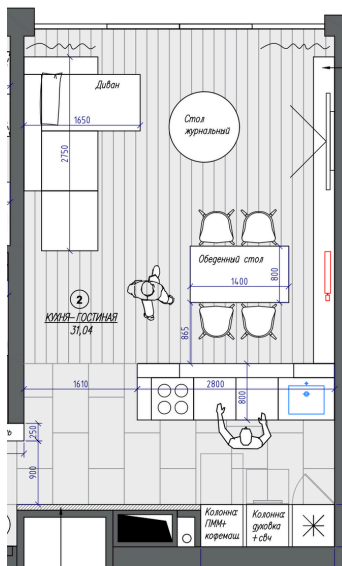 Диван
1650
Стол
журнальный
2750
Обеденный стол
1400
800
2
КУХНЯ-ГОСТИНАЯ
31,04
865
1610
2800
800
250
900
Колонна
ПММ+
кофемаш
Колонна
духовка
+свч